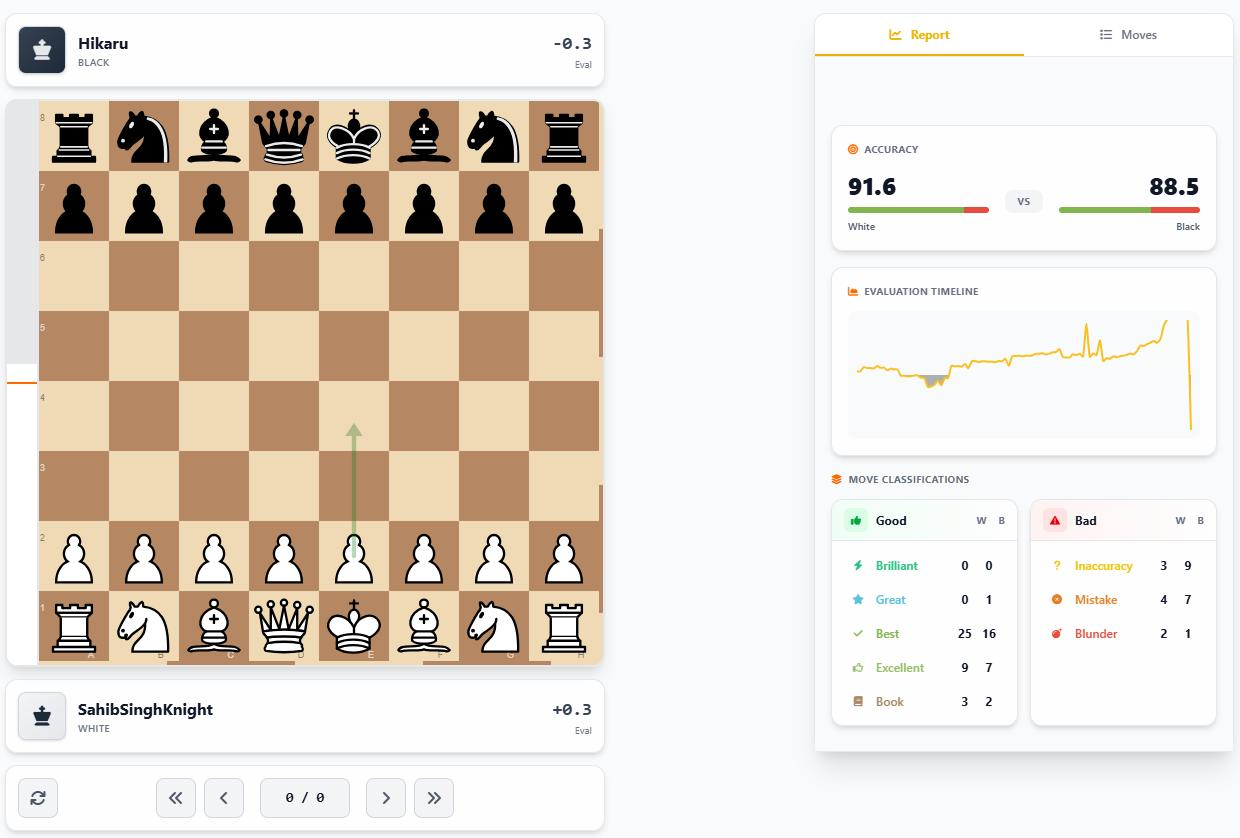 Hikaru -0.3
BLACK Eval
8
7
6
5
4
3
2
1
A B C D E F G H
SahibSinghKnight +0.3
WHITE Eval
0 / 0
Report Moves
ACCURACY
91.6 VS 88.5
White Black
EVALUATION TIMELINE
MOVE CLASSIFICATIONS
Good W B
Brilliant 0 0
Great 0 1
Best 25 16
Excellent 9 7
Book 3 2
Bad W B
? Inaccuracy 3 9
Mistake 4 7
Blunder 2 1